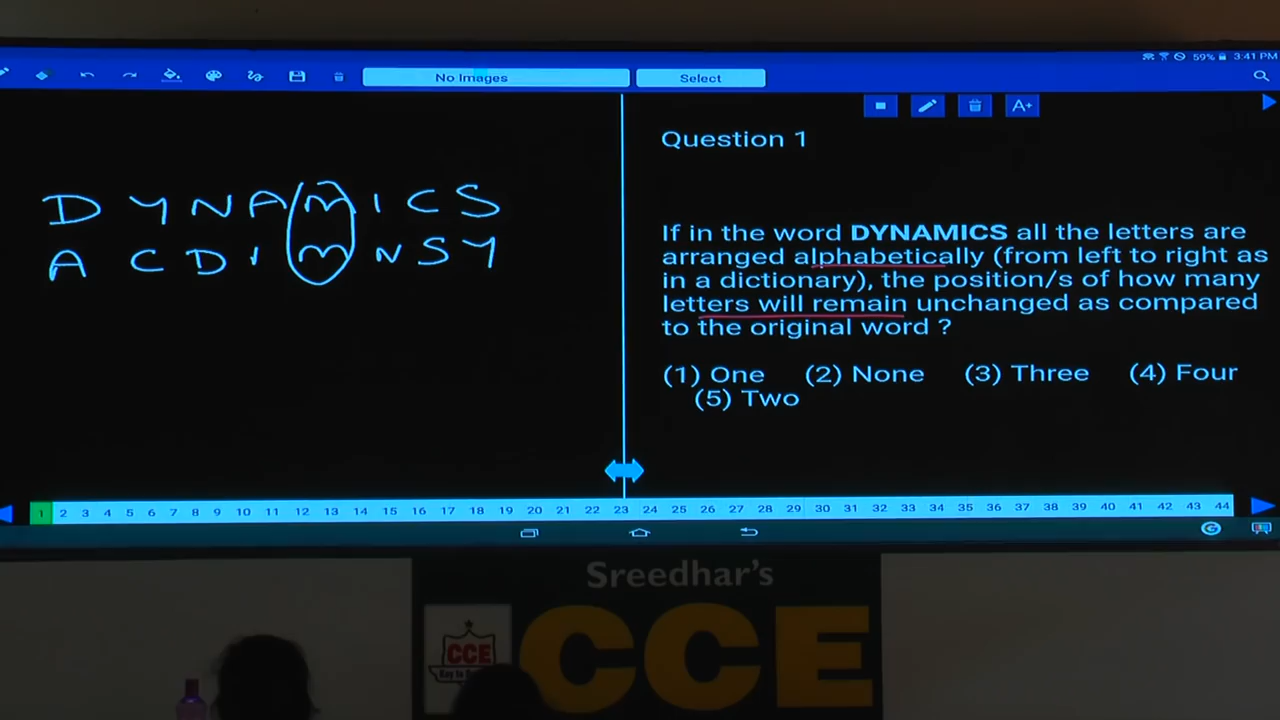 59% 3:41 PM
No Images Select
A+
Question 1
D Y N A M I C S
A C D I M N S Y
If in the word DYNAMICS all the letters are
arranged alphabetically (from left to right as
in a dictionary), the position/s of how many
letters will remain unchanged as compared
to the original word ?
(1) One (2) None (3) Three (4) Four
(5) Two
1 2 3 4 5 6 7 8 9 10 11 12 13 14 15 16 17 18 19 20 21 22 23 24 25 26 27 28 29 30 31 32 33 34 35 36 37 38 39 40 41 42 43 44
Sreedhar's
CCE
CCE